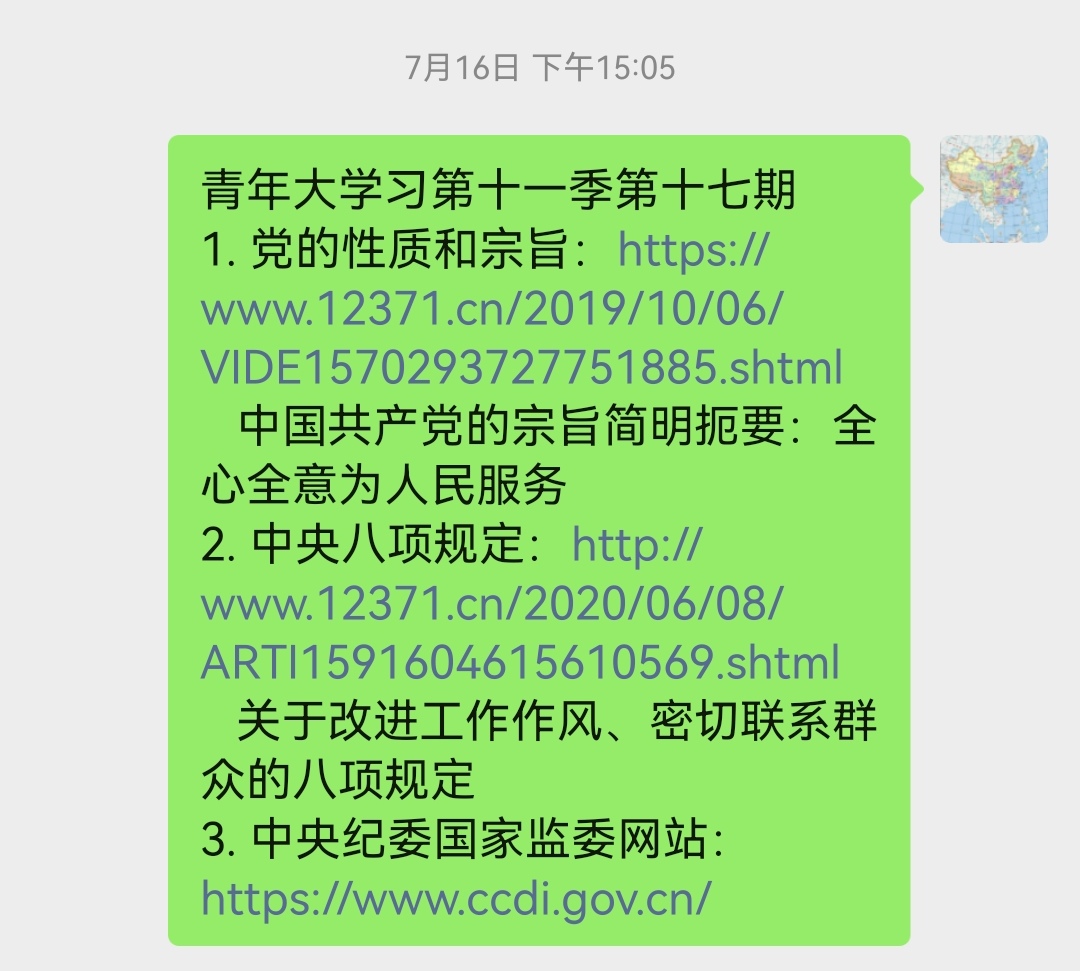 7月16日 下午15:05
青年大学习第十一季第十七期
1. 党的性质和宗旨：https://
www.12371.cn/2019/10/06/
VIDE1570293727751885.shtml
中国共产党的宗旨简明扼要：全
心全意为人民服务
2. 中央八项规定：http://
www.12371.cn/2020/06/08/
ARTI1591604615610569.shtml
关于改进工作作风、密切联系群
众的八项规定
3. 中央纪委国家监委网站：
https://www.ccdi.gov.cn/